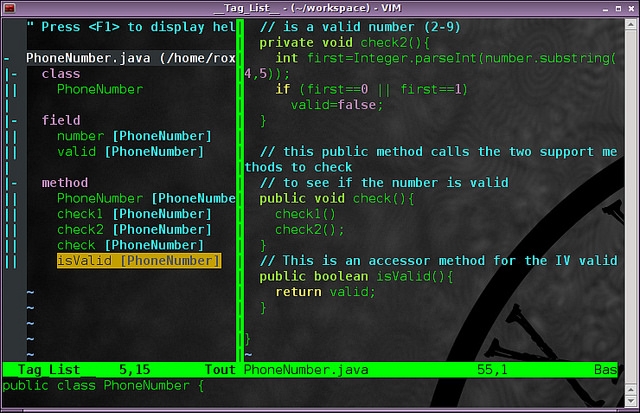 __Tag_List__ - (~/workspace) - VIM
" Press <F1> to display hel
- PhoneNumber.java (/home/rox
|- class
|| PhoneNumber
|
|- field
|| number [PhoneNumber]
|| valid [PhoneNumber]
|
|- method
|| PhoneNumber [PhoneNumbe
|| check1 [PhoneNumber]
|| check2 [PhoneNumber]
|| check [PhoneNumber]
|| isValid [PhoneNumber]
~
~
~
~
~
__Tag_List__ 5,15 Tout
// is a valid number (2-9)
private void check2(){
int first=Integer.parseInt(number.substring(
4,5));
if (first==0 || first==1)
valid=false;
}
// this public method calls the two support me
thods to check
// to see if the number is valid
public void check(){
check1()
check2();
}
// This is an accessor method for the IV valid
public boolean isValid(){
return valid;
}
}
~
PhoneNumber.java 55,1 Bas
public class PhoneNumber {